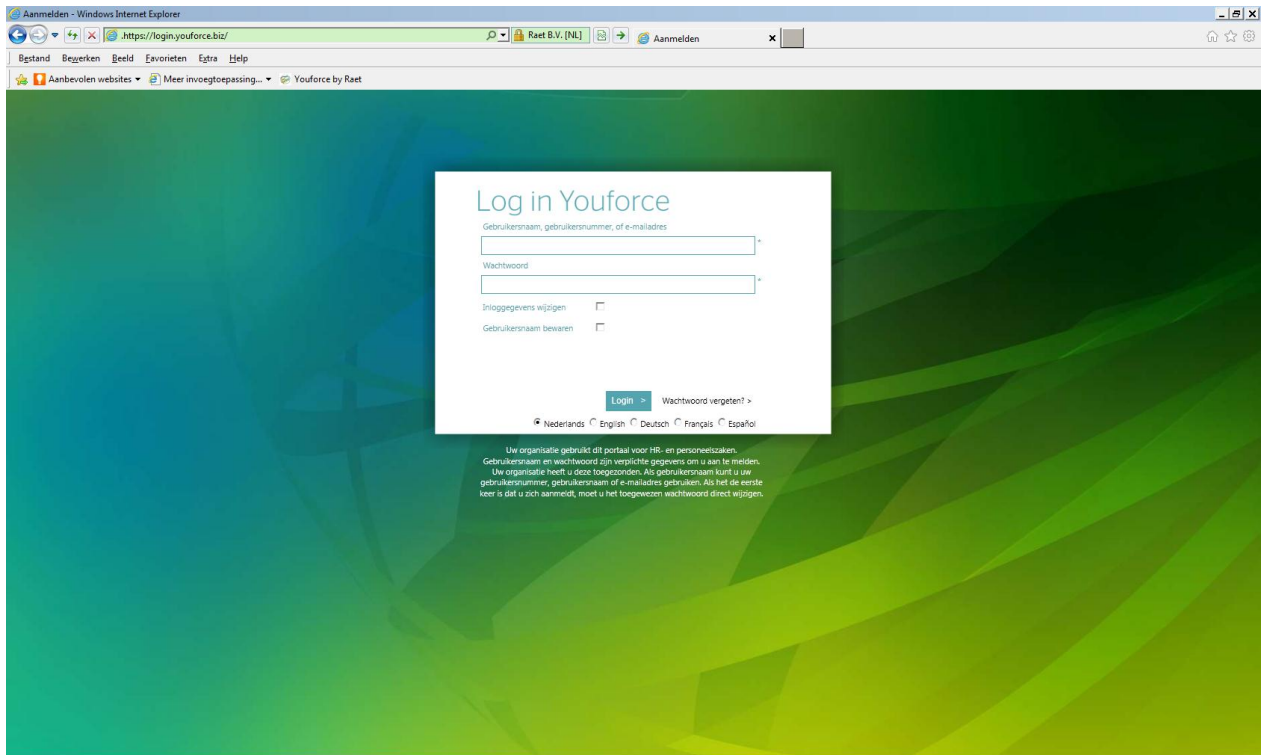 Aanmelden - Windows Internet Explorer
.https://login.youforce.biz/ Raet B.V. [NL] Aanmelden
Bestand Bewerken Beeld Favorieten Extra Help
Aanbevolen websites Meer invoegtoepassing... Youforce by Raet
Log in Youforce
Gebruikersnaam, gebruikersnummer, of e-mailadres
*
Wachtwoord
*
Inloggegevens wijzigen
Gebruikersnaam bewaren
Login > Wachtwoord vergeten? >
Nederlands English Deutsch Français Español
Uw organisatie gebruikt dit portaal voor HR- en personeelszaken.
Gebruikersnaam en wachtwoord zijn verplichte gegevens om u aan te melden.
Uw organisatie heeft u deze toegezonden. Als gebruikersnaam kunt u uw
gebruikersnummer, gebruikersnaam of e-mailadres gebruiken. Als het de eerste
keer is dat u zich aanmeldt, moet u het toegewezen wachtwoord direct wijzigen.